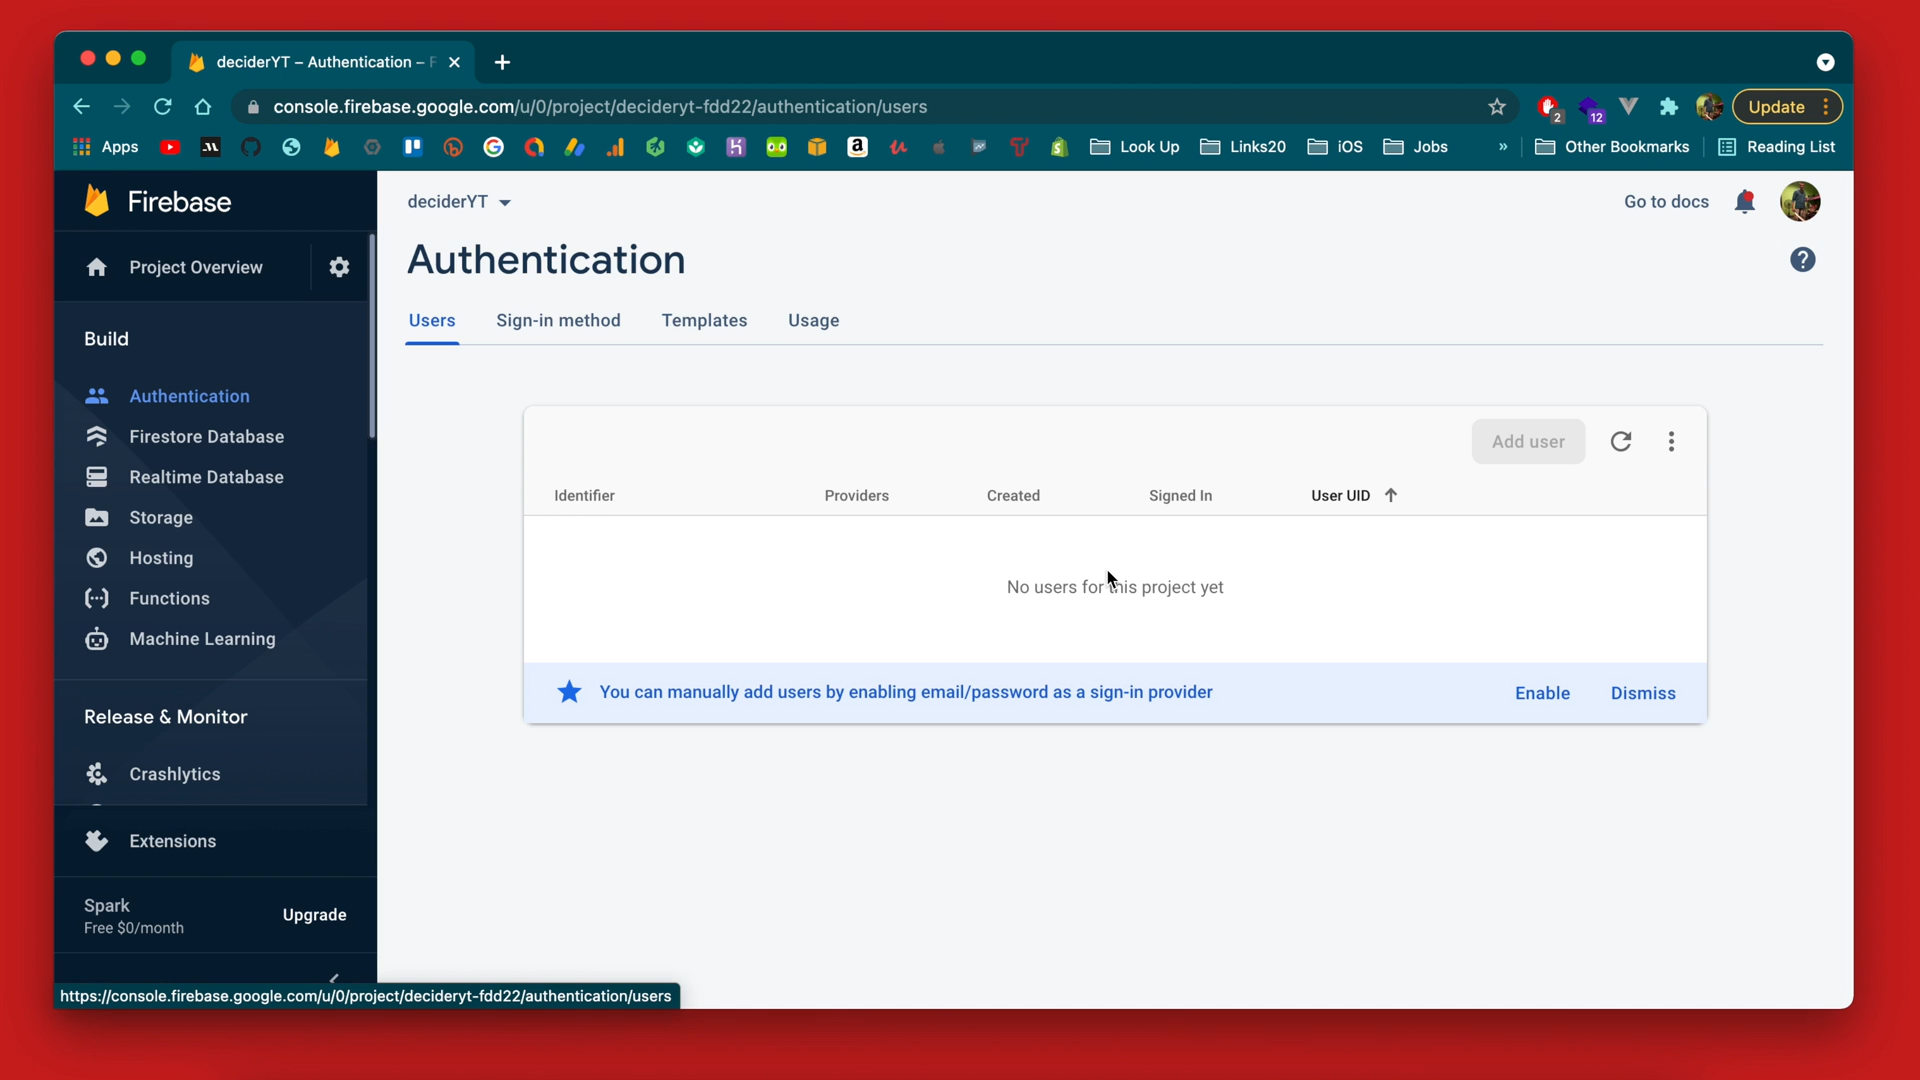 deciderYT – Authentication – F
console.firebase.google.com/u/0/project/decideryt-fdd22/authentication/users
2
12
Update
Apps
Look Up
Links20
iOS
Jobs
»
Other Bookmarks
Reading List
Firebase
deciderYT
Go to docs
Project Overview
Authentication
Users
Sign-in method
Templates
Usage
Build
Authentication
Firestore Database
Realtime Database
Storage
Hosting
Functions
Machine Learning
Add user
Identifier
Providers
Created
Signed In
User UID
No users for this project yet
You can manually add users by enabling email/password as a sign-in provider
Enable
Dismiss
Release & Monitor
Crashlytics
Extensions
Spark
Free $0/month
Upgrade
https://console.firebase.google.com/u/0/project/decideryt-fdd22/authentication/users